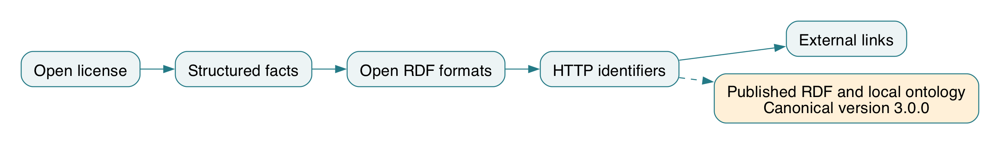 Open license
Structured facts
Open RDF formats
HTTP identifiers
External links
Published RDF and local ontology
Canonical version 3.0.0